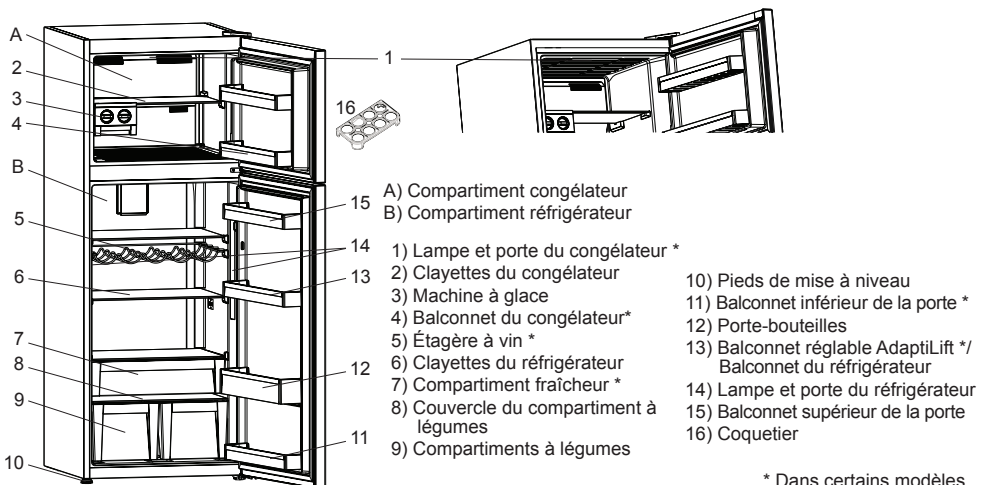 A
2
3
4
B
5
6
7
8
9
10
1
16
15
14
13
12
11
A) Compartiment congélateur
B) Compartiment réfrigérateur
1) Lampe et porte du congélateur *
2) Clayettes du congélateur
3) Machine à glace
4) Balconnet du congélateur*
5) Étagère à vin *
6) Clayettes du réfrigérateur
7) Compartiment fraîcheur *
8) Couvercle du compartiment à
légumes
9) Compartiments à légumes
10) Pieds de mise à niveau
11) Balconnet inférieur de la porte *
12) Porte-bouteilles
13) Balconnet réglable AdaptiLift */
Balconnet du réfrigérateur
14) Lampe et porte du réfrigérateur
15) Balconnet supérieur de la porte
16) Coquetier
* Dans certains modèles